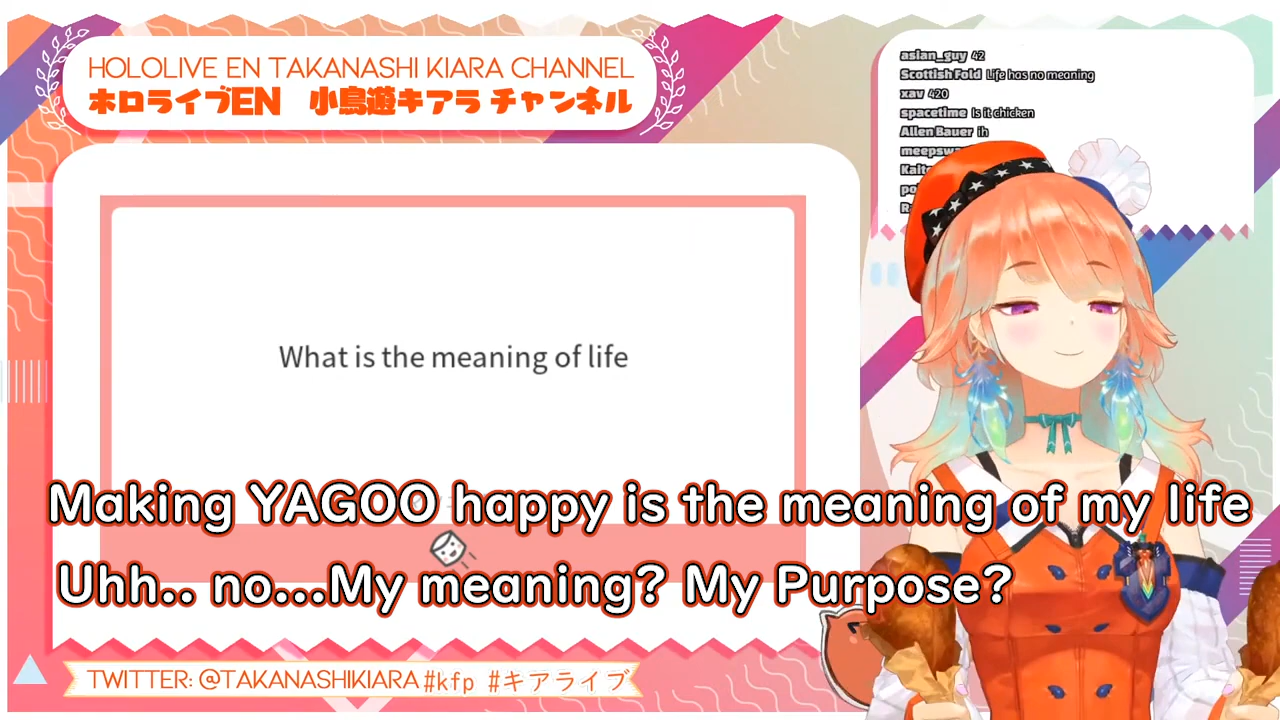 HOLOLIVE EN TAKANASHI KIARA CHANNEL
ホロライブEN 小鳥遊キアラ チャンネル
asian_guy 42
Scottish Fold Life has no meaning
xav 420
spacetime Is it chicken
Allen Bauer ih
What is the meaning of life
Making YAGOO happy is the meaning of my life
Uhh.. no...My meaning? My Purpose?
TWITTER: @TAKANASHIKIARA #kfp #キアライブ